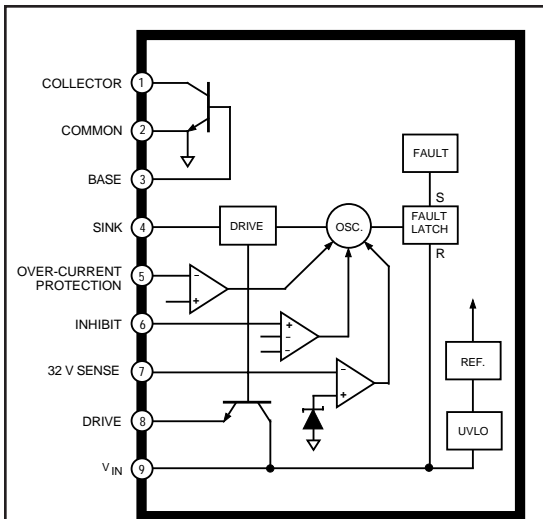 COLLECTOR 1
COMMON 2
BASE 3
SINK 4
OVER-CURRENT
PROTECTION 5
INHIBIT 6
32 V SENSE 7
DRIVE 8
V IN 9
DRIVE
OSC.
FAULT
S
FAULT
LATCH
R
–
+
+
–
–
–
+
REF.
UVLO